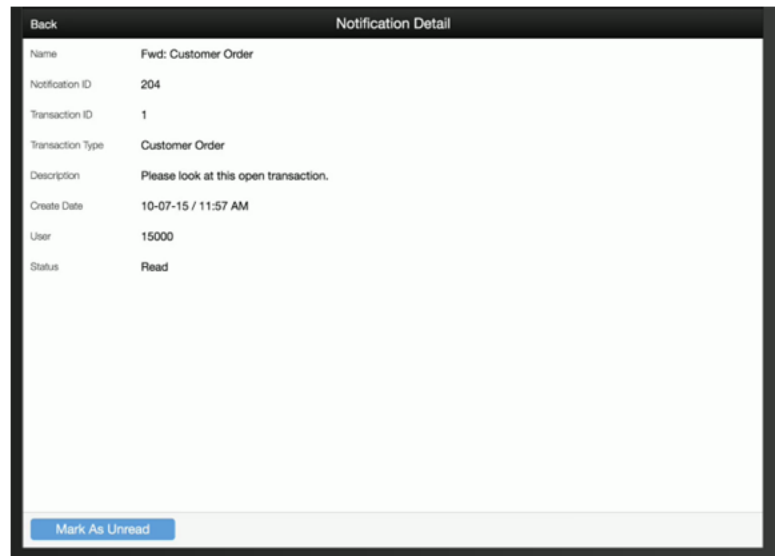 Back Notification Detail
Name Fwd: Customer Order
Notification ID 204
Transaction ID 1
Transaction Type Customer Order
Description Please look at this open transaction.
Create Date 10-07-15 / 11:57 AM
User 15000
Status Read
Mark As Unread